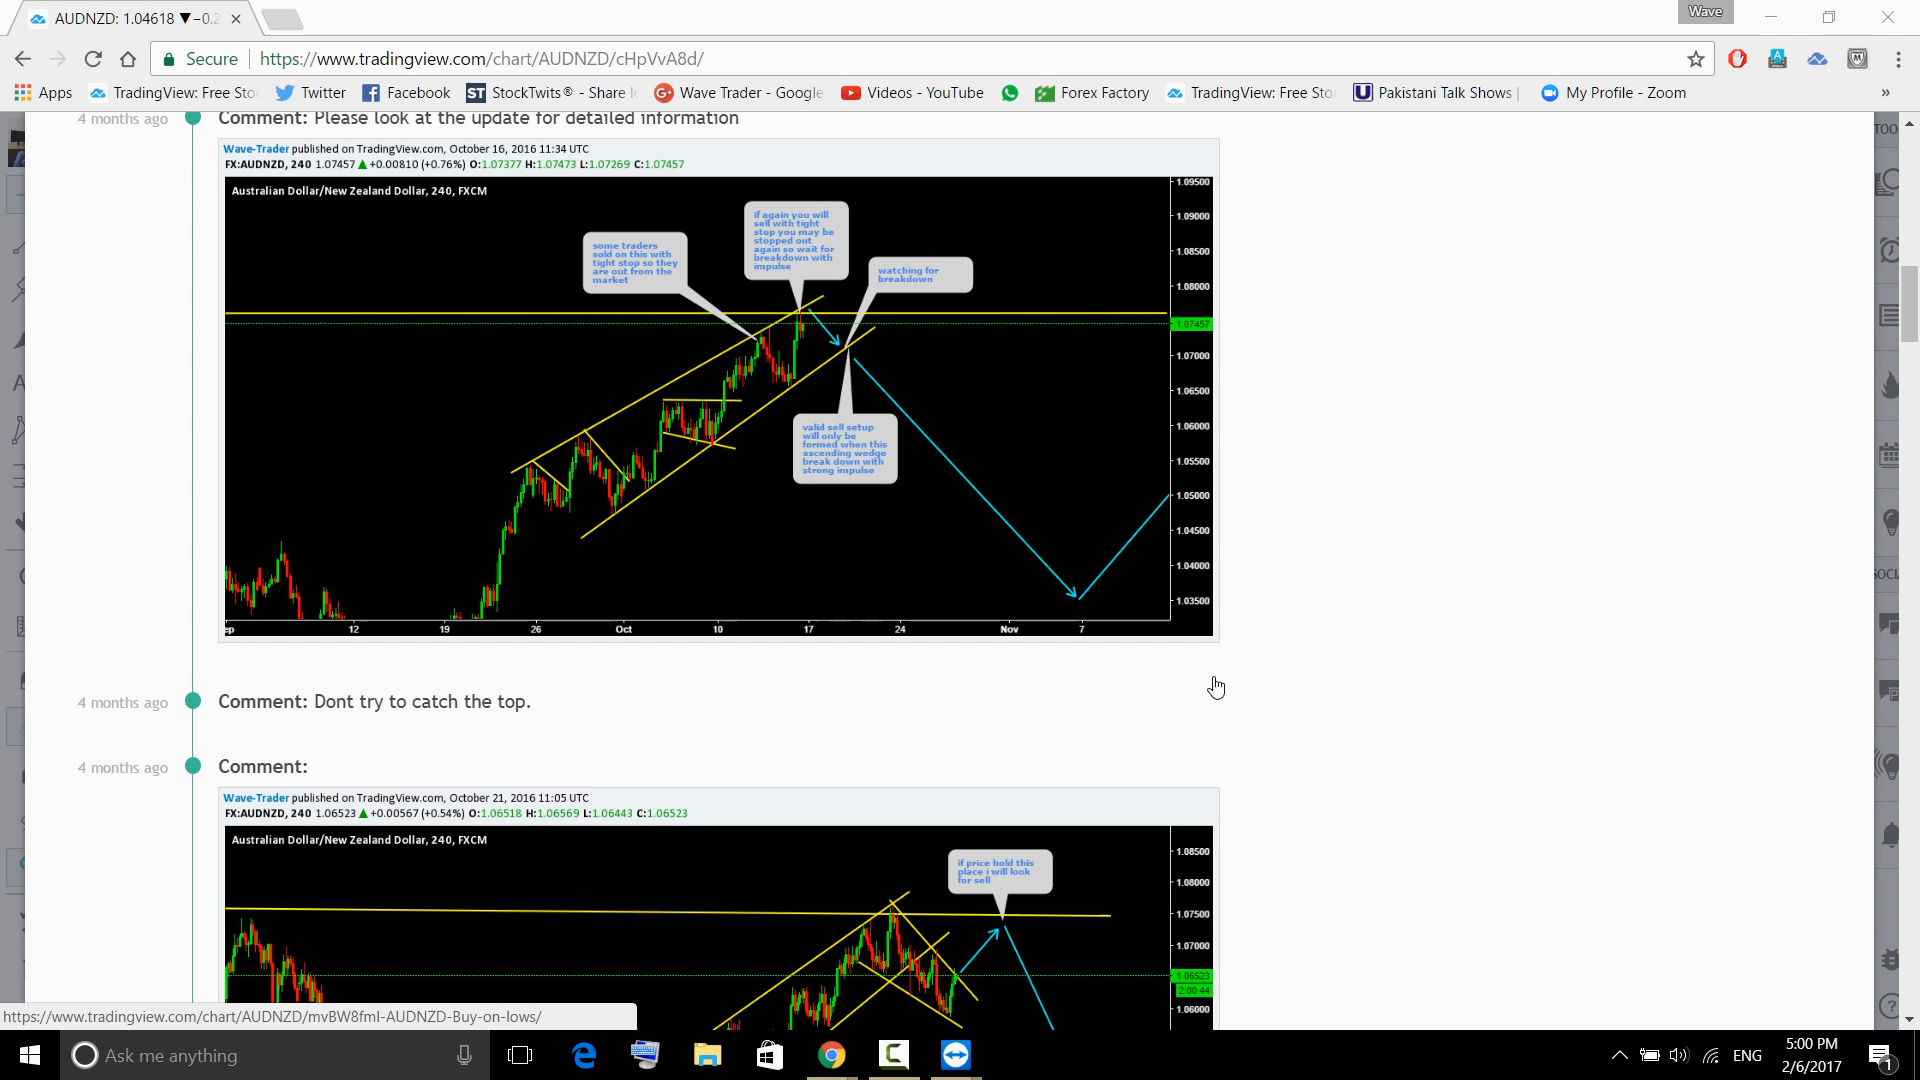 AUDNZD: 1.04618 ▼−0.2
Wave
Secure
https://www.tradingview.com/chart/AUDNZD/cHpVvA8d/
Apps
TradingView: Free Sto
Twitter
Facebook
ST StockTwits® - Share I
Wave Trader - Google
Videos - YouTube
Forex Factory
TradingView: Free Sto
Pakistani Talk Shows |
My Profile - Zoom
»
TOO
4 months ago
Comment: Please look at the update for detailed information
Wave-Trader published on TradingView.com, October 16, 2016 11:34 UTC
FX:AUDNZD, 240 1.07457 ▲ +0.00810 (+0.76%) O:1.07377 H:1.07473 L:1.07269 C:1.07457
Australian Dollar/New Zealand Dollar, 240, FXCM
some traders
sold on this with
tight stop so they
are out from the
market
if again you will
sell with tight
stop you may be
stopped out
again so wait for
breakdown with
impulse
watching for
breakdown
valid sell setup
will only be
formed when this
ascending wedge
break down with
strong impulse
1.09500
1.09000
1.08500
1.08000
1.07457
1.07000
1.06500
1.06000
1.05500
1.05000
1.04500
1.04000
1.03500
ep 12 19 26 Oct 10 17 24 Nov 7
SOCI
4 months ago
Comment: Dont try to catch the top.
4 months ago
Comment:
Wave-Trader published on TradingView.com, October 21, 2016 11:05 UTC
FX:AUDNZD, 240 1.06523 ▲ +0.00567 (+0.54%) O:1.06518 H:1.06569 L:1.06443 C:1.06523
Australian Dollar/New Zealand Dollar, 240, FXCM
if price hold this
place i will look
for sell
1.08500
1.08000
1.07500
1.07000
1.06523
2:00:44
1.06000
https://www.tradingview.com/chart/AUDNZD/mvBW8fmI-AUDNZD-Buy-on-lows/
Ask me anything
ENG
5:00 PM
2/6/2017
1